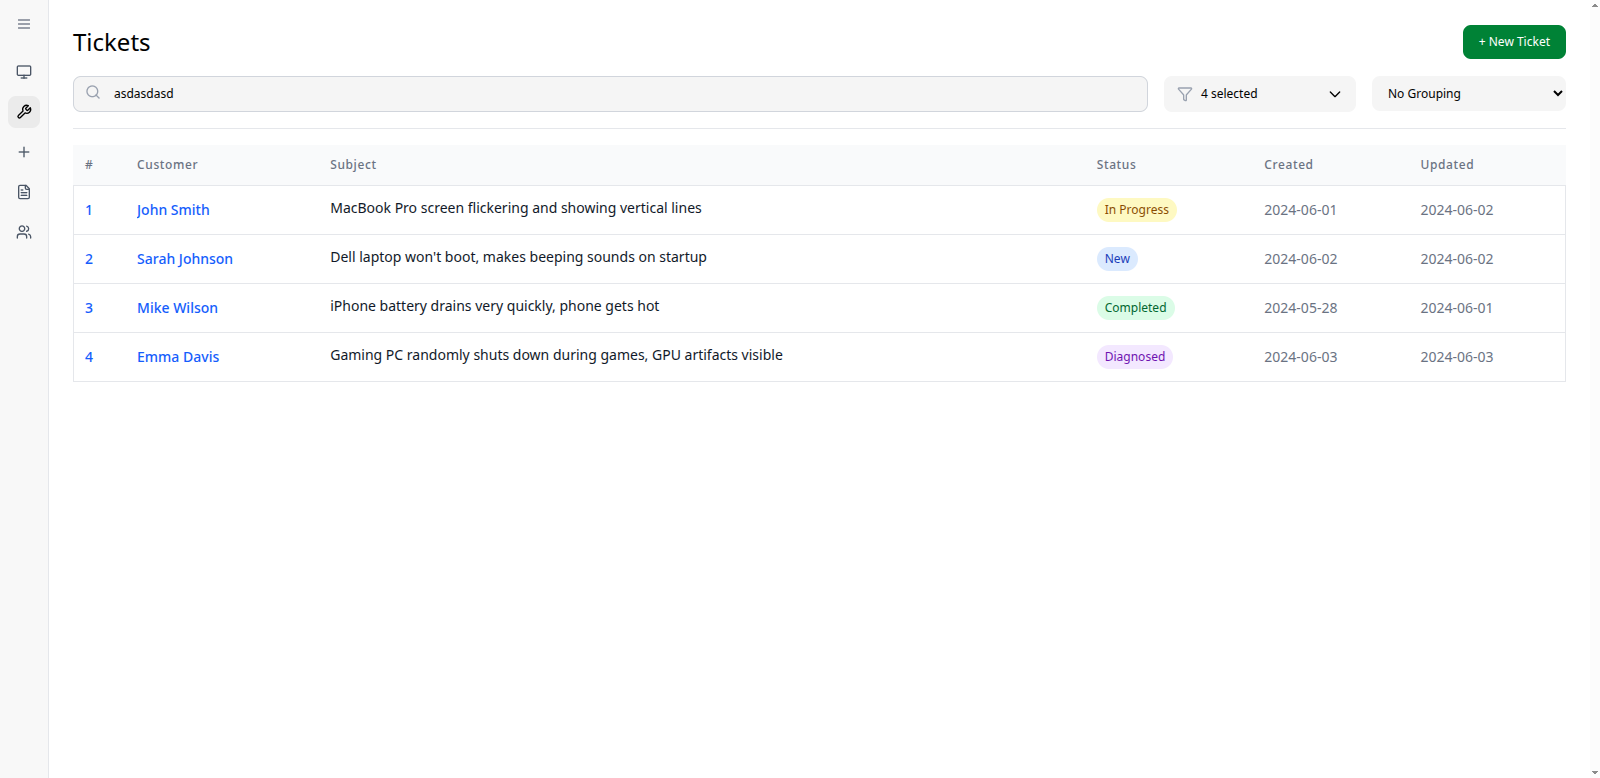 Tickets
+ New Ticket
asdasdasd
4 selected
No Grouping
# Customer Subject Status Created Updated
1 John Smith MacBook Pro screen flickering and showing vertical lines In Progress 2024-06-01 2024-06-02
2 Sarah Johnson Dell laptop won't boot, makes beeping sounds on startup New 2024-06-02 2024-06-02
3 Mike Wilson iPhone battery drains very quickly, phone gets hot Completed 2024-05-28 2024-06-01
4 Emma Davis Gaming PC randomly shuts down during games, GPU artifacts visible Diagnosed 2024-06-03 2024-06-03